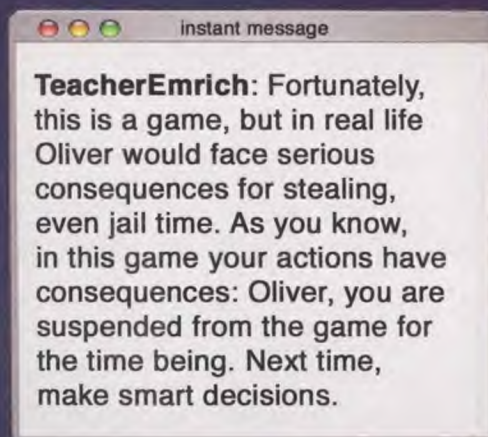 instant message
TeacherEmrich: Fortunately,
this is a game, but in real life
Oliver would face serious
consequences for stealing,
even jail time. As you know,
in this game your actions have
consequences: Oliver, you are
suspended from the game for
the time being. Next time,
make smart decisions.